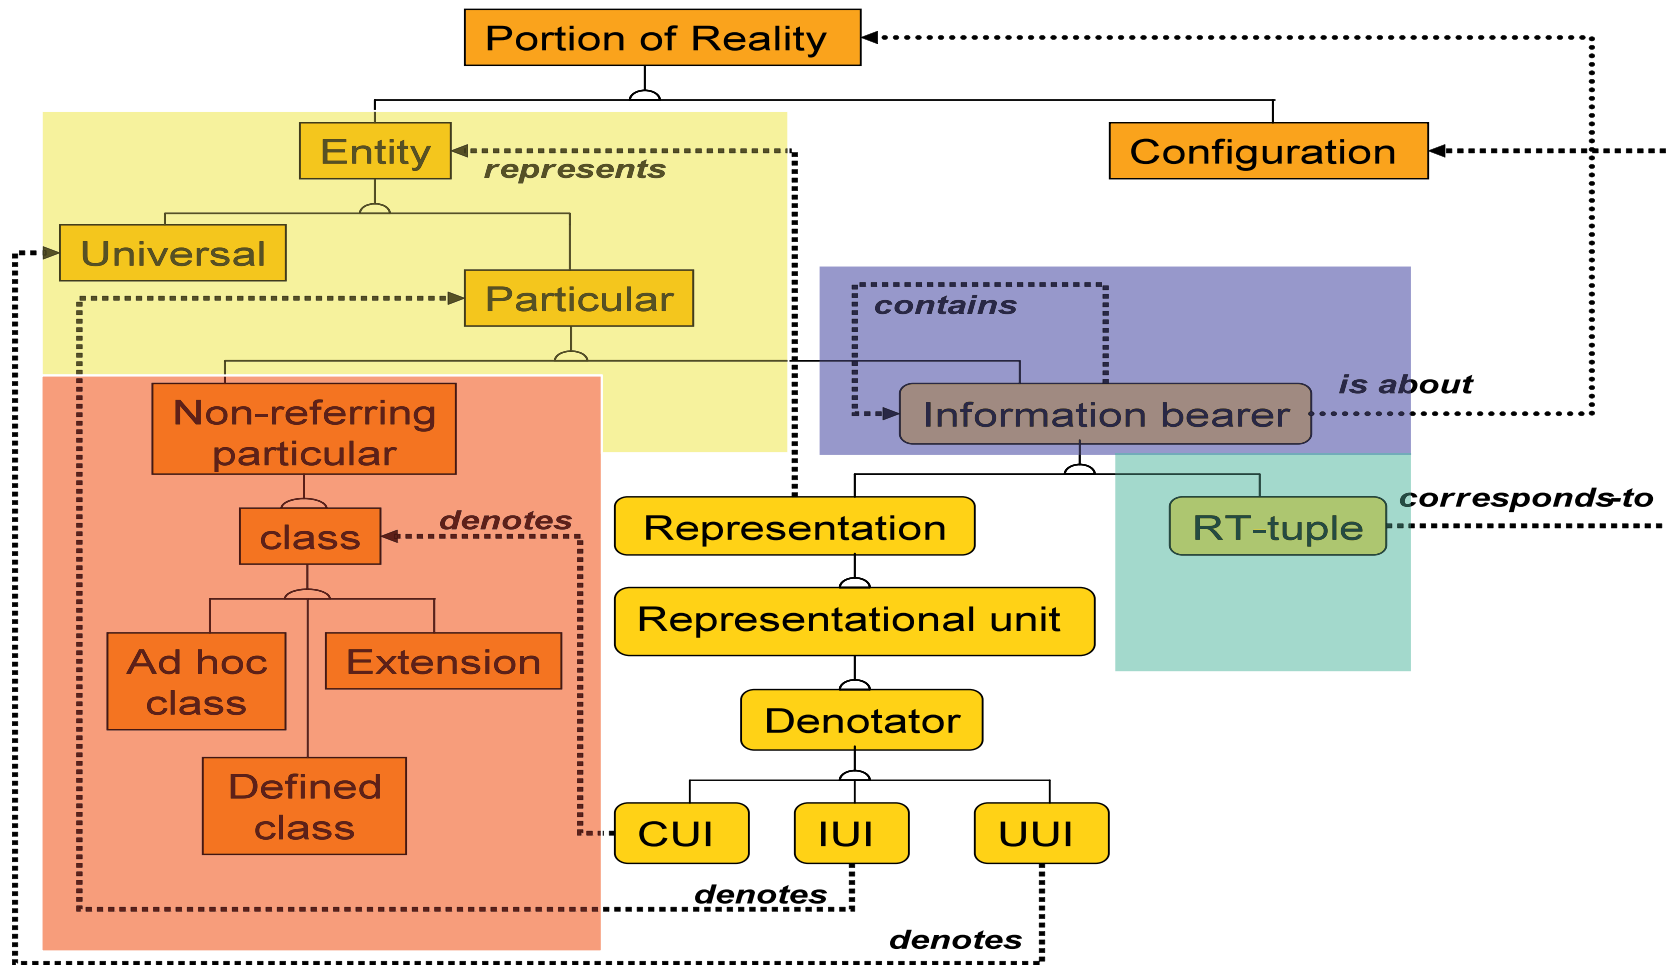 Portion of Reality
Entity
represents
Configuration
Universal
Particular
contains
Non-referring
particular
Information bearer
is about
class
denotes
Representation
RT-tuple
corresponds-to
Representational unit
Ad hoc
class
Extension
Denotator
Defined
class
CUI
IUI
UUI
denotes
denotes